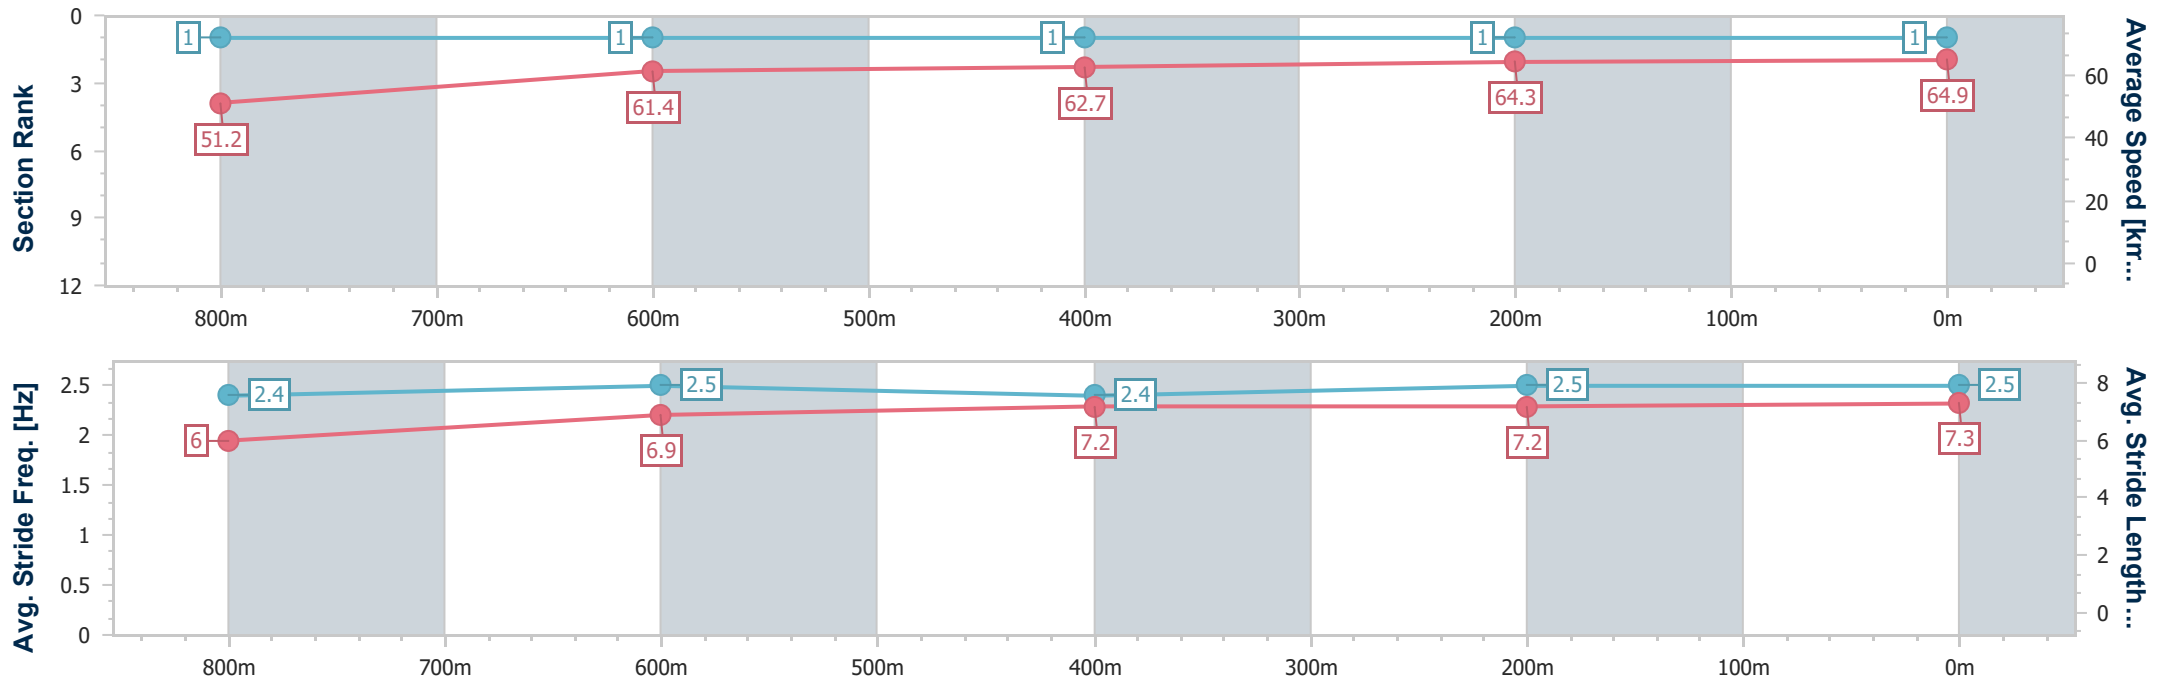 Section Rank
0
3
6
9
12
1
1
1
1
1
51.2
61.4
62.7
64.3
64.9
60
40
20
0
Average Speed [km...
800m
700m
600m
500m
400m
300m
200m
100m
0m
Avg. Stride Freq. [Hz]
2.5
2
1.5
1
0.5
0
2.4
2.5
2.4
2.5
2.5
6
6.9
7.2
7.2
7.3
8
6
4
2
0
Avg. Stride Length ...
800m
700m
600m
500m
400m
300m
200m
100m
0m